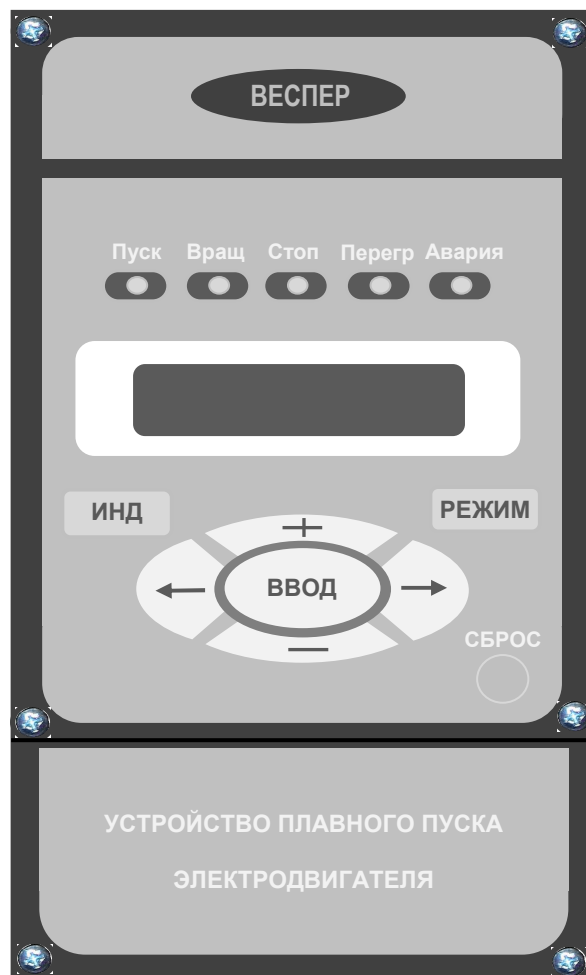 ВЕСПЕР
Пуск Вращ Стоп Перегр Авария
ИНД РЕЖИМ
+
← ВВОД →
—
СБРОС
УСТРОЙСТВО ПЛАВНОГО ПУСКА
ЭЛЕКТРОДВИГАТЕЛЯ